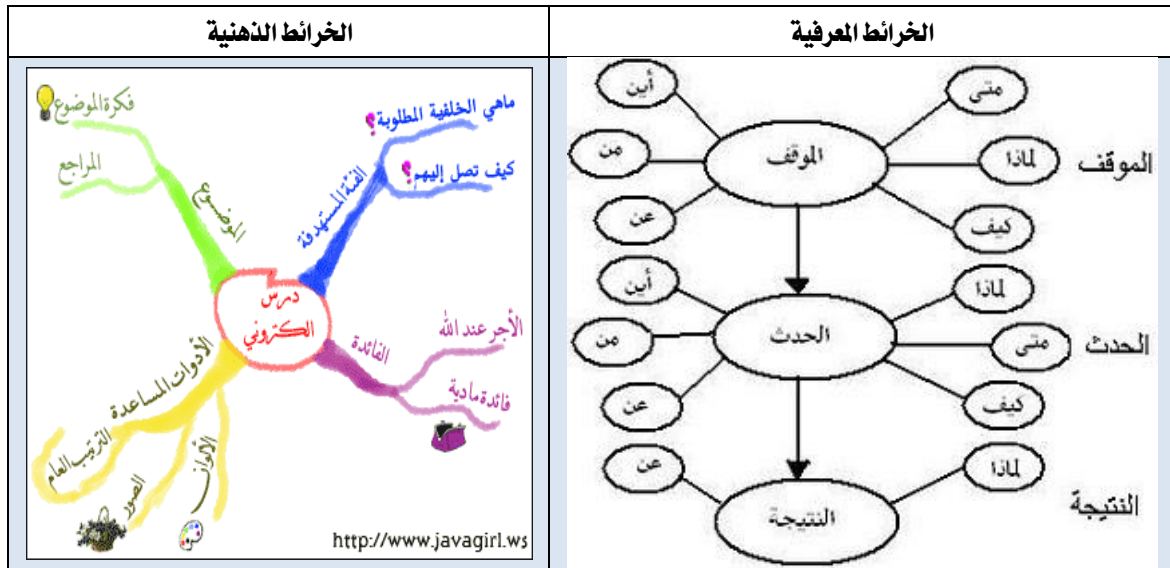 الخرائط المعرفية
الخرائط الذهنية
متى
أين
الموقف
لماذا
من
كيف
عن
الموقف
لماذا
أين
الحدث
متى
من
كيف
عن
الحدث
لماذا
عن
النتيجة
النتيجة
ماهي الخلفية المطلوبة؟
كيف تصل إليهم؟
الفئة المستهدفة
فكرة الموضوع
المراجع
الموضوع
درس
الكتروني
الأجر عند الله
الفائدة
فائدة مادية
الأدوات المساعدة
الترتيب العام
الصور
الألوان
http://www.javagirl.ws